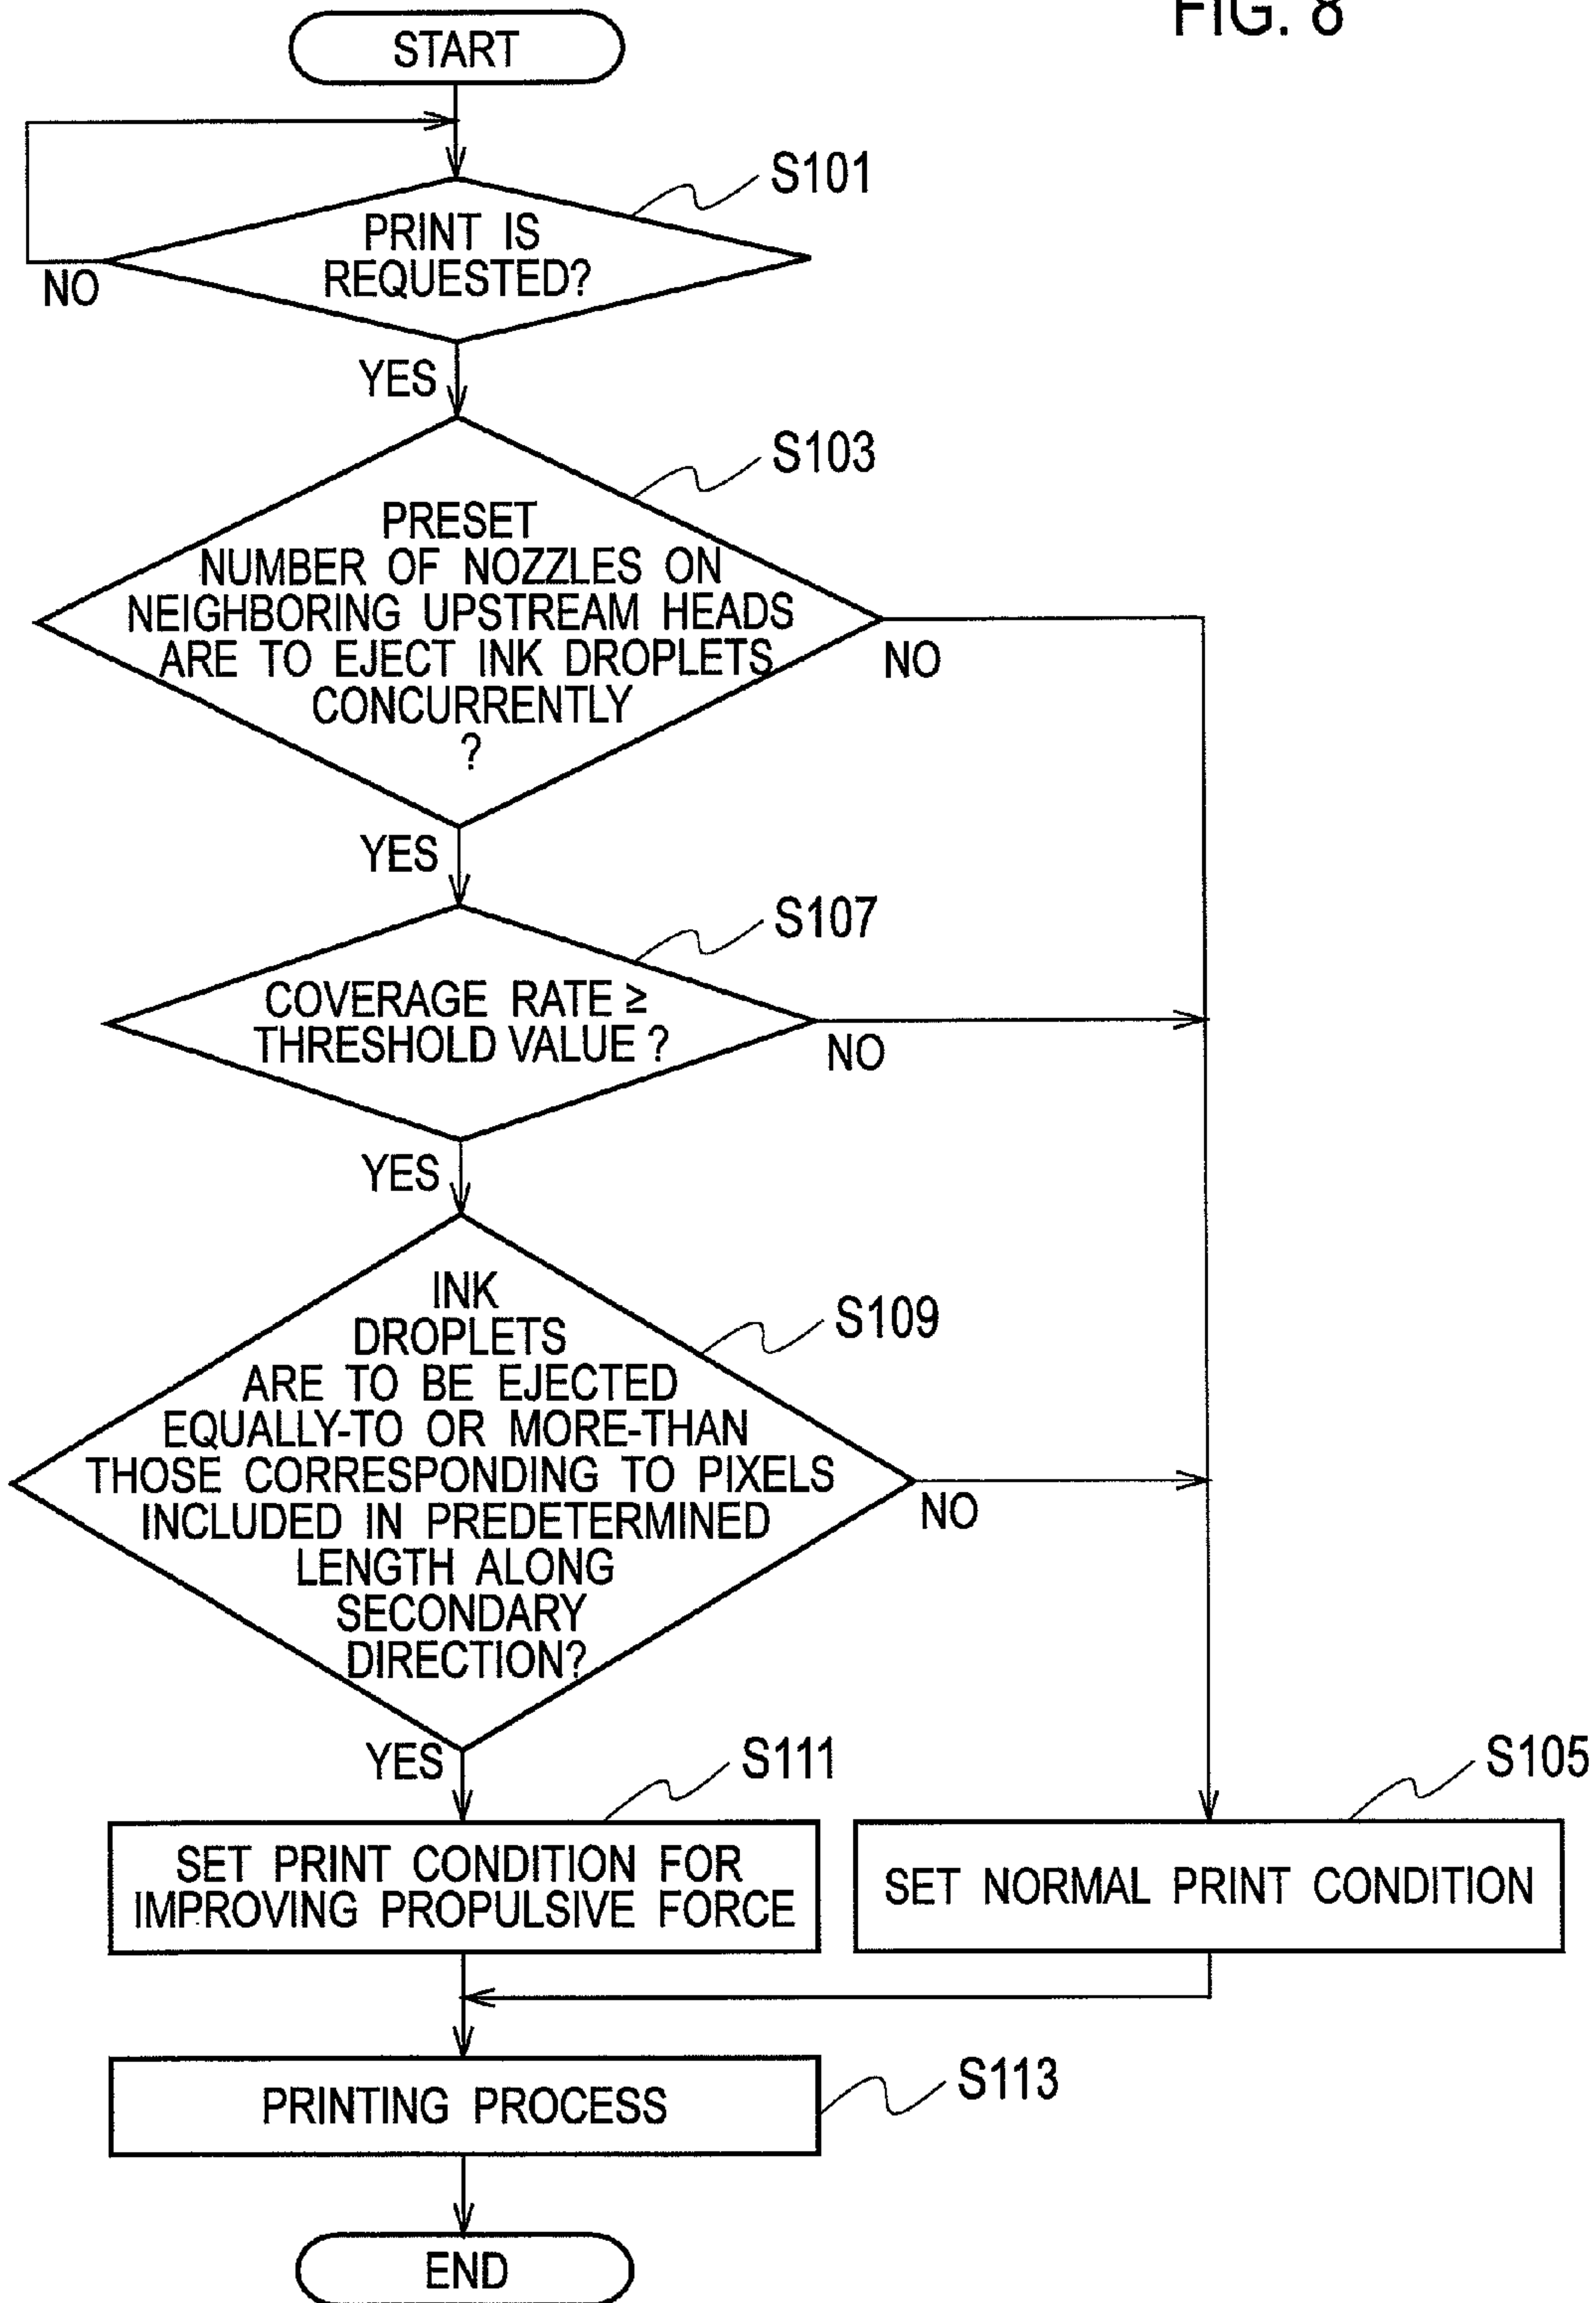 FIG. 8
START
S101
PRINT IS
REQUESTED?
NO
YES
S103
PRESET
NUMBER OF NOZZLES ON
NEIGHBORING UPSTREAM HEADS
ARE TO EJECT INK DROPLETS
CONCURRENTLY
?
NO
YES
S107
COVERAGE RATE ≥
THRESHOLD VALUE ?
NO
YES
S109
INK
DROPLETS
ARE TO BE EJECTED
EQUALLY-TO OR MORE-THAN
THOSE CORRESPONDING TO PIXELS
INCLUDED IN PREDETERMINED
LENGTH ALONG
SECONDARY
DIRECTION?
NO
YES
S111
SET PRINT CONDITION FOR
IMPROVING PROPULSIVE FORCE
S105
SET NORMAL PRINT CONDITION
S113
PRINTING PROCESS
END